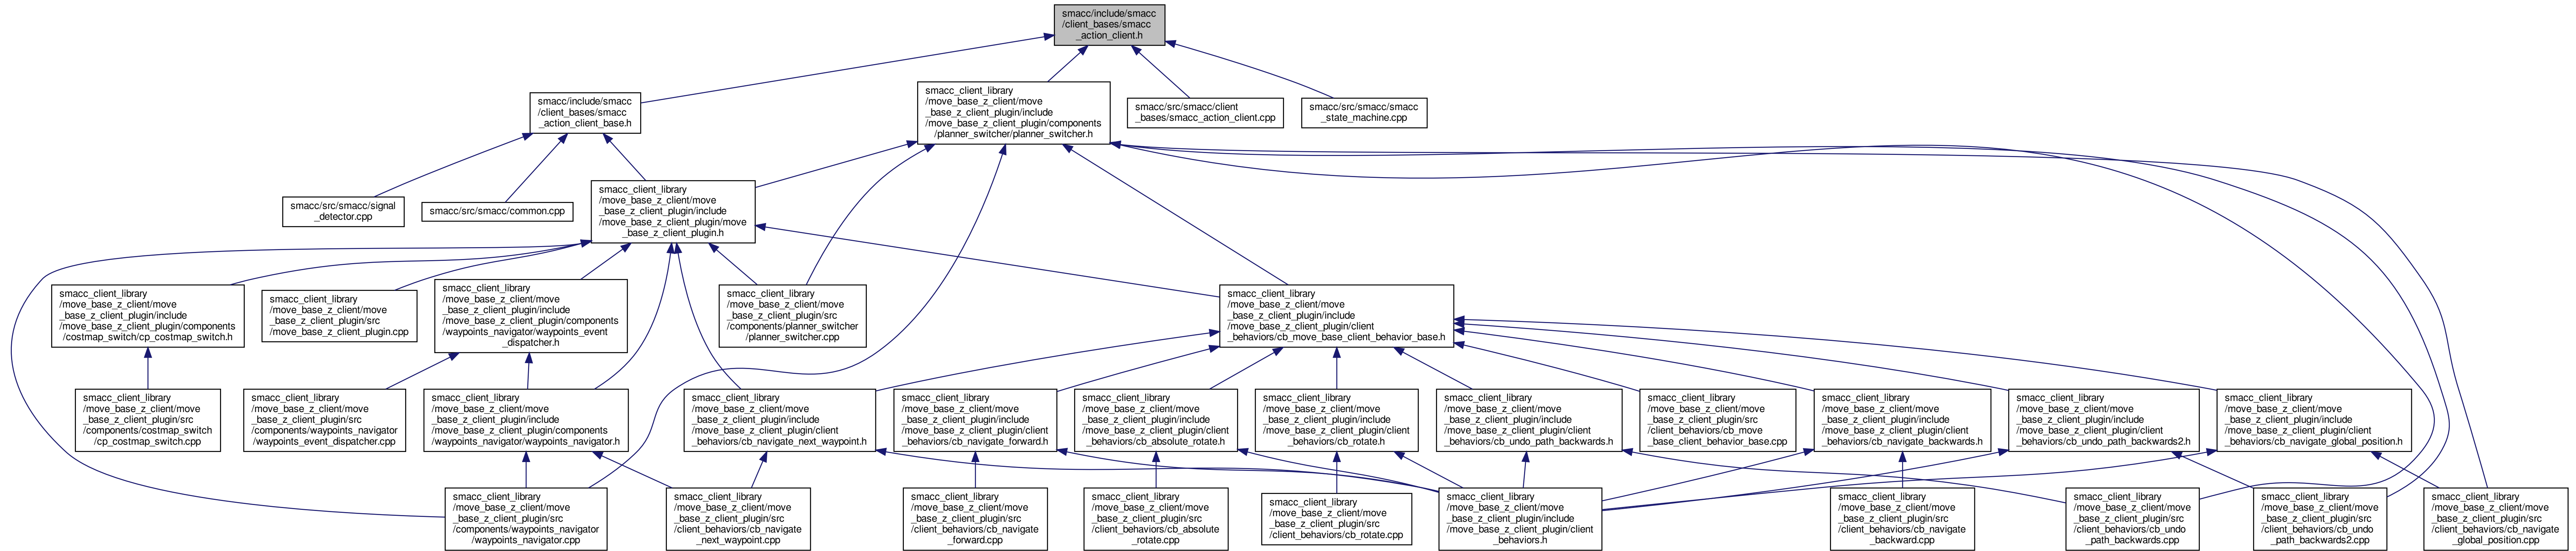 smacc/include/smacc
/client_bases/smacc
_action_client.h
smacc/include/smacc
/client_bases/smacc
_action_client_base.h
smacc_client_library
/move_base_z_client/move
_base_z_client_plugin/include
/move_base_z_client_plugin/components
/planner_switcher/planner_switcher.h
smacc/src/smacc/client
_bases/smacc_action_client.cpp
smacc/src/smacc/smacc
_state_machine.cpp
smacc/src/smacc/signal
_detector.cpp
smacc/src/smacc/common.cpp
smacc_client_library
/move_base_z_client/move
_base_z_client_plugin/include
/move_base_z_client_plugin/move
_base_z_client_plugin.h
smacc_client_library
/move_base_z_client/move
_base_z_client_plugin/include
/move_base_z_client_plugin/components
/costmap_switch/cp_costmap_switch.h
smacc_client_library
/move_base_z_client/move
_base_z_client_plugin/src
/move_base_z_client_plugin.cpp
smacc_client_library
/move_base_z_client/move
_base_z_client_plugin/include
/move_base_z_client_plugin/components
/waypoints_navigator/waypoints_event
_dispatcher.h
smacc_client_library
/move_base_z_client/move
_base_z_client_plugin/src
/components/planner_switcher
/planner_switcher.cpp
smacc_client_library
/move_base_z_client/move
_base_z_client_plugin/include
/move_base_z_client_plugin/client
_behaviors/cb_move_base_client_behavior_base.h
smacc_client_library
/move_base_z_client/move
_base_z_client_plugin/src
/components/costmap_switch
/cp_costmap_switch.cpp
smacc_client_library
/move_base_z_client/move
_base_z_client_plugin/src
/components/waypoints_navigator
/waypoints_event_dispatcher.cpp
smacc_client_library
/move_base_z_client/move
_base_z_client_plugin/include
/move_base_z_client_plugin/components
/waypoints_navigator/waypoints_navigator.h
smacc_client_library
/move_base_z_client/move
_base_z_client_plugin/include
/move_base_z_client_plugin/client
_behaviors/cb_navigate_next_waypoint.h
smacc_client_library
/move_base_z_client/move
_base_z_client_plugin/include
/move_base_z_client_plugin/client
_behaviors/cb_navigate_forward.h
smacc_client_library
/move_base_z_client/move
_base_z_client_plugin/include
/move_base_z_client_plugin/client
_behaviors/cb_absolute_rotate.h
smacc_client_library
/move_base_z_client/move
_base_z_client_plugin/include
/move_base_z_client_plugin/client
_behaviors/cb_rotate.h
smacc_client_library
/move_base_z_client/move
_base_z_client_plugin/include
/move_base_z_client_plugin/client
_behaviors/cb_undo_path_backwards.h
smacc_client_library
/move_base_z_client/move
_base_z_client_plugin/src
/client_behaviors/cb_move
_base_client_behavior_base.cpp
smacc_client_library
/move_base_z_client/move
_base_z_client_plugin/include
/move_base_z_client_plugin/client
_behaviors/cb_navigate_backwards.h
smacc_client_library
/move_base_z_client/move
_base_z_client_plugin/include
/move_base_z_client_plugin/client
_behaviors/cb_undo_path_backwards2.h
smacc_client_library
/move_base_z_client/move
_base_z_client_plugin/include
/move_base_z_client_plugin/client
_behaviors/cb_navigate_global_position.h
smacc_client_library
/move_base_z_client/move
_base_z_client_plugin/src
/components/waypoints_navigator
/waypoints_navigator.cpp
smacc_client_library
/move_base_z_client/move
_base_z_client_plugin/src
/client_behaviors/cb_navigate
_next_waypoint.cpp
smacc_client_library
/move_base_z_client/move
_base_z_client_plugin/src
/client_behaviors/cb_navigate
_forward.cpp
smacc_client_library
/move_base_z_client/move
_base_z_client_plugin/src
/client_behaviors/cb_absolute
_rotate.cpp
smacc_client_library
/move_base_z_client/move
_base_z_client_plugin/src
/client_behaviors/cb_rotate.cpp
smacc_client_library
/move_base_z_client/move
_base_z_client_plugin/include
/move_base_z_client_plugin/client
_behaviors.h
smacc_client_library
/move_base_z_client/move
_base_z_client_plugin/src
/client_behaviors/cb_navigate
_backward.cpp
smacc_client_library
/move_base_z_client/move
_base_z_client_plugin/src
/client_behaviors/cb_undo
_path_backwards.cpp
smacc_client_library
/move_base_z_client/move
_base_z_client_plugin/src
/client_behaviors/cb_undo
_path_backwards2.cpp
smacc_client_library
/move_base_z_client/move
_base_z_client_plugin/src
/client_behaviors/cb_navigate
_global_position.cpp